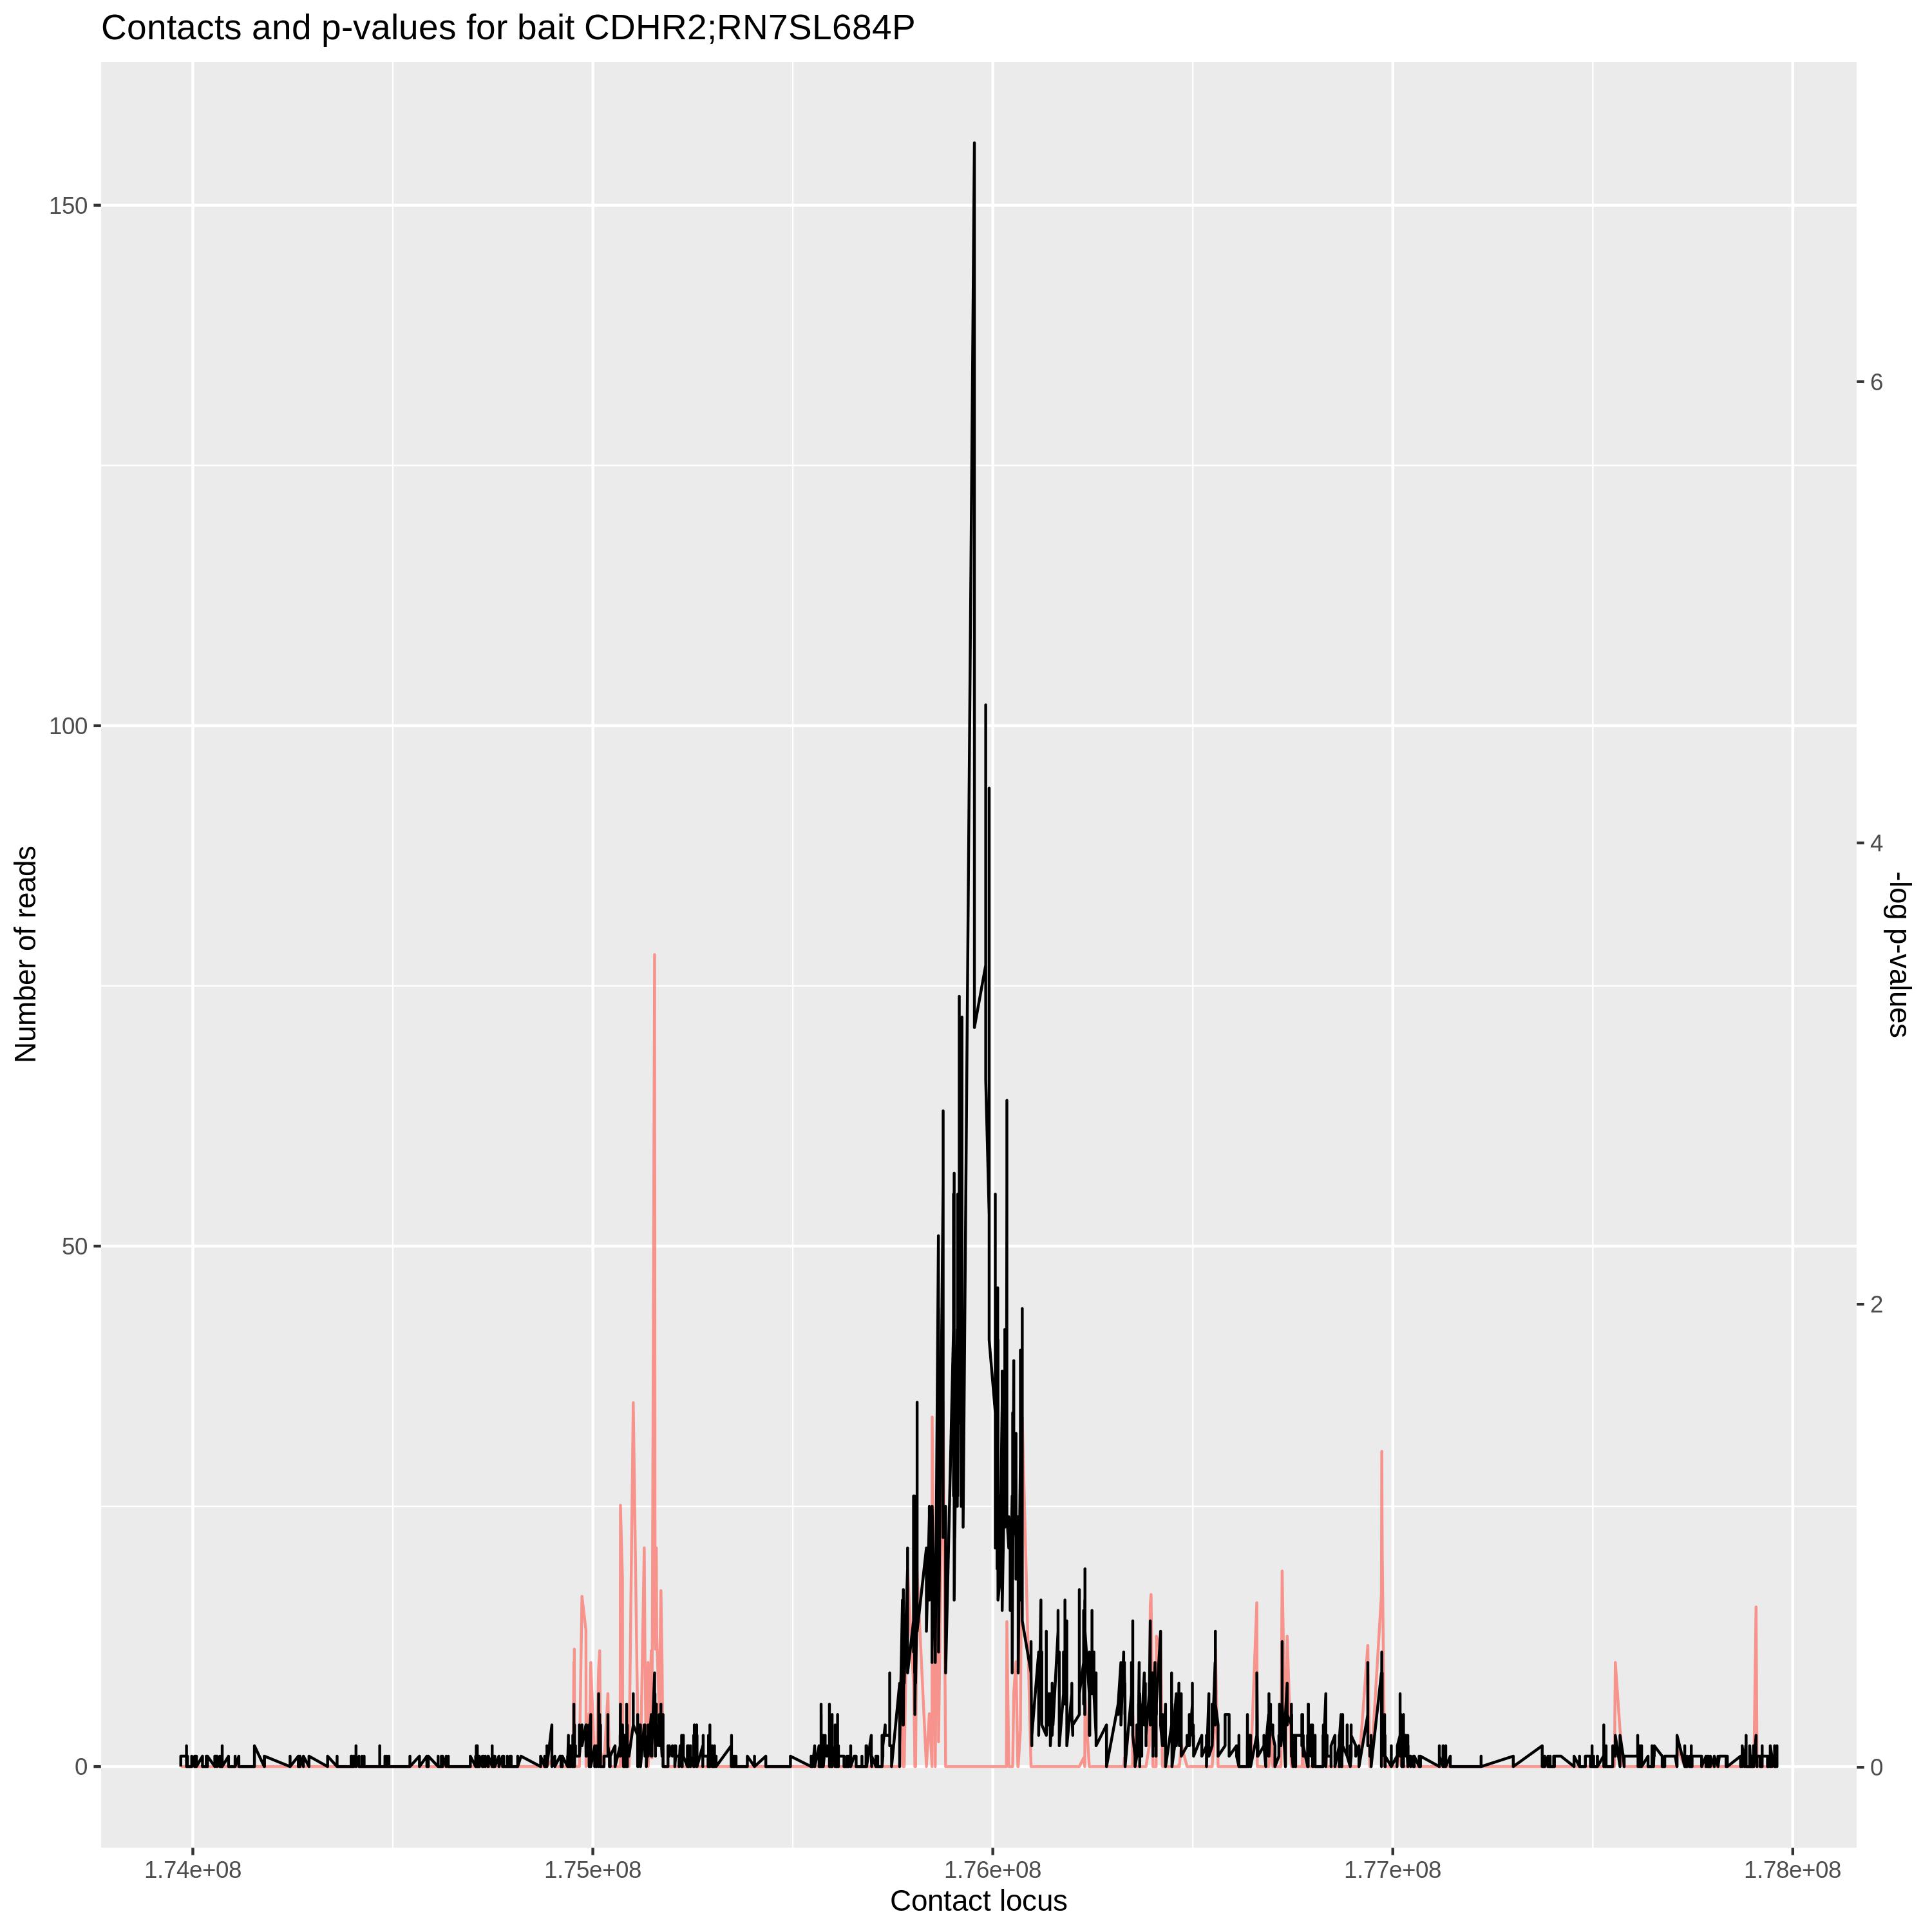 Contacts and p-values for bait CDHR2;RN7SL684P
150
100
50
0
Number of reads
6
4
2
0
-log p-values
1.74e+08 1.75e+08 1.76e+08 1.77e+08 1.78e+08
Contact locus